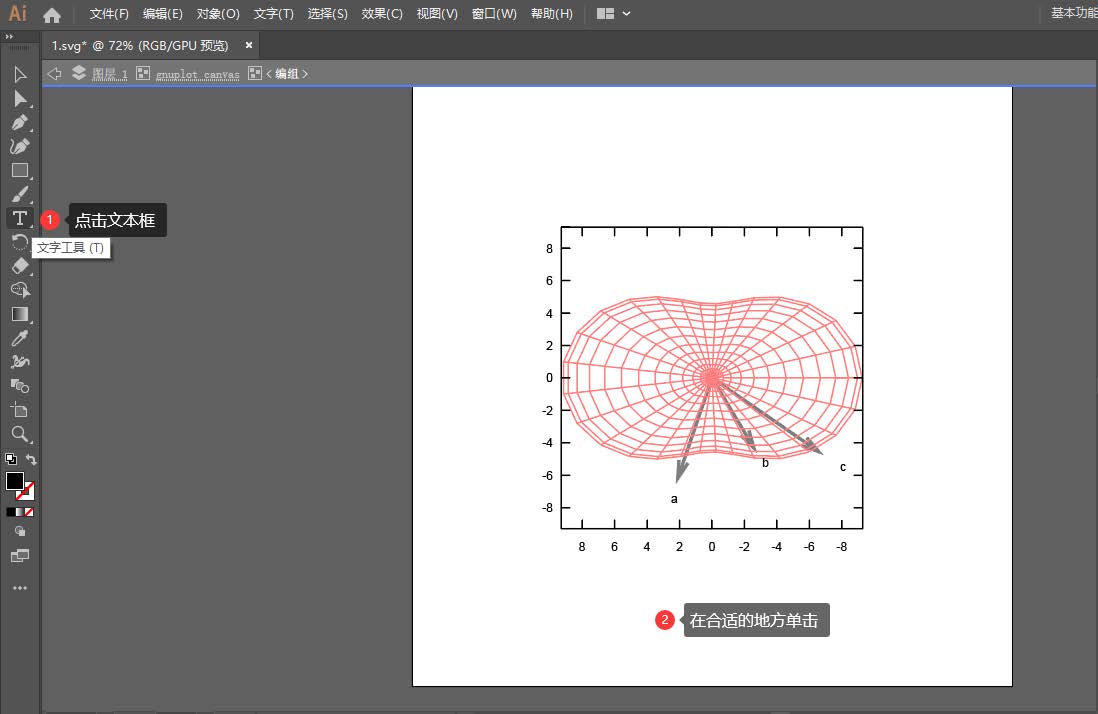 Ai 文件(F) 编辑(E) 对象(O) 文字(T) 选择(S) 效果(C) 视图(V) 窗口(W) 帮助(H) 基本功能
1.svg* @ 72% (RGB/GPU 预览) ×
图层 1 gnuplot canvas <编组>
T
1 点击文本框
文字工具 (T)
8
6
4
2
0
-2
-4
-6
-8
b
c
a
8 6 4 2 0 -2 -4 -6 -8
2 在合适的地方单击